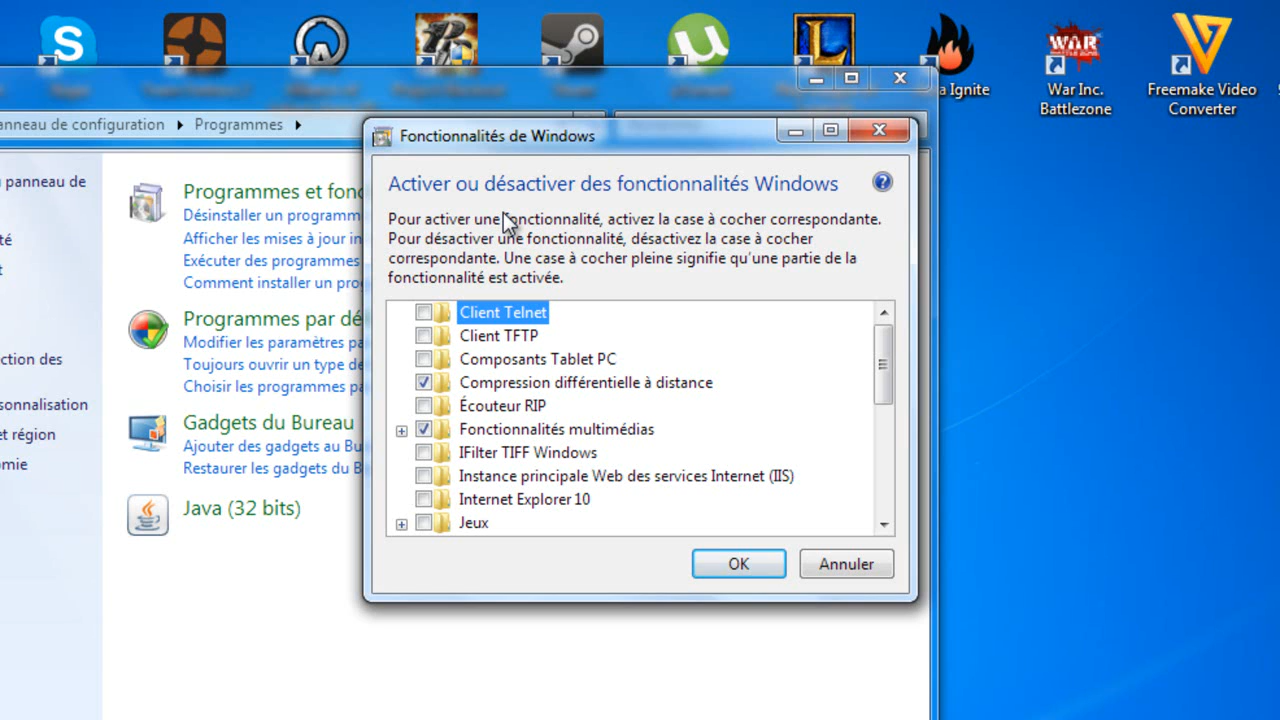 a Ignite
War Inc.
Battlezone
Freemake Video
Converter
anneau de configuration
Programmes
panneau de
té
t
ction des
sonnalisation
et région
mie
Programmes et fonc
Désinstaller un programm
Afficher les mises à jour in
Exécuter des programmes
Comment installer un pro
Programmes par dé
Modifier les paramètres pa
Toujours ouvrir un type de
Choisir les programmes pa
Gadgets du Bureau
Ajouter des gadgets au Bu
Restaurer les gadgets du B
Java (32 bits)
Fonctionnalités de Windows
Activer ou désactiver des fonctionnalités Windows
Pour activer une fonctionnalité, activez la case à cocher correspondante.
Pour désactiver une fonctionnalité, désactivez la case à cocher
correspondante. Une case à cocher pleine signifie qu'une partie de la
fonctionnalité est activée.
Client Telnet
Client TFTP
Composants Tablet PC
Compression différentielle à distance
Écouteur RIP
Fonctionnalités multimédias
IFilter TIFF Windows
Instance principale Web des services Internet (IIS)
Internet Explorer 10
Jeux
OK
Annuler